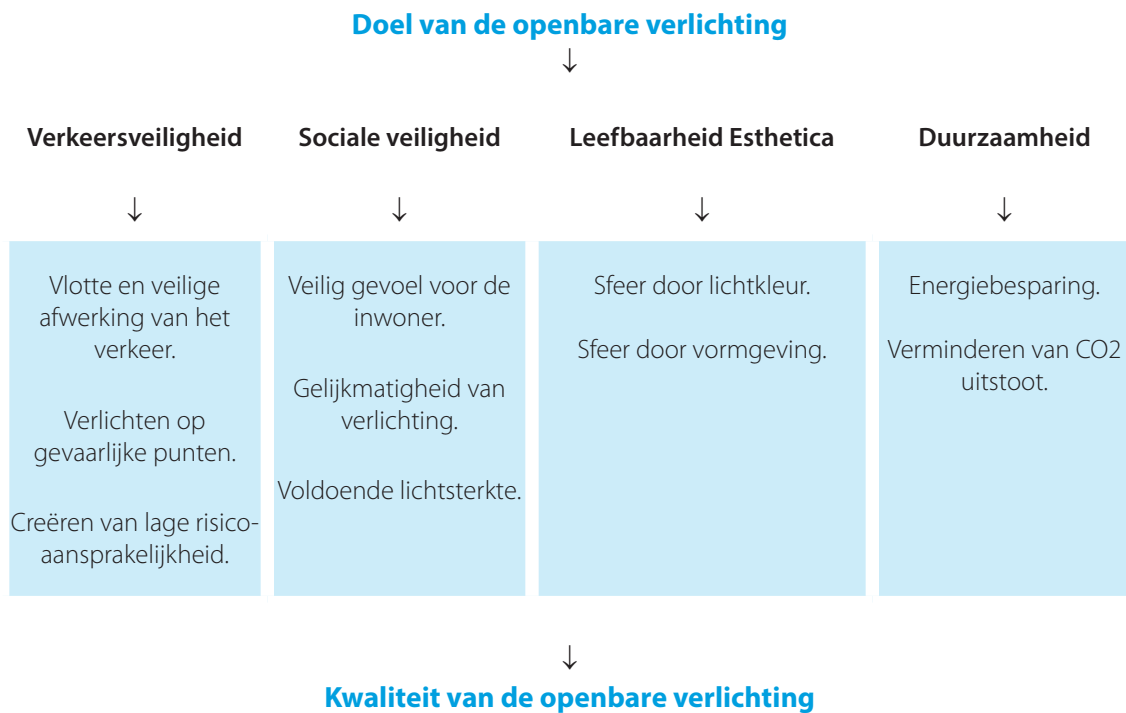 Doel van de openbare verlichting
↓
Verkeersveiligheid
Sociale veiligheid
Leefbaarheid Esthetica
Duurzaamheid
↓
↓
↓
↓
Vlotte en veilige
afwerking van het
verkeer.
Verlichten op
gevaarlijke punten.
Creëren van lage risico-
aansprakelijkheid.
Veilig gevoel voor de
inwoner.
Gelijkmatigheid van
verlichting.
Voldoende lichtsterkte.
Sfeer door lichtkleur.
Sfeer door vormgeving.
Energiebesparing.
Verminderen van CO2
uitstoot.
↓
Kwaliteit van de openbare verlichting